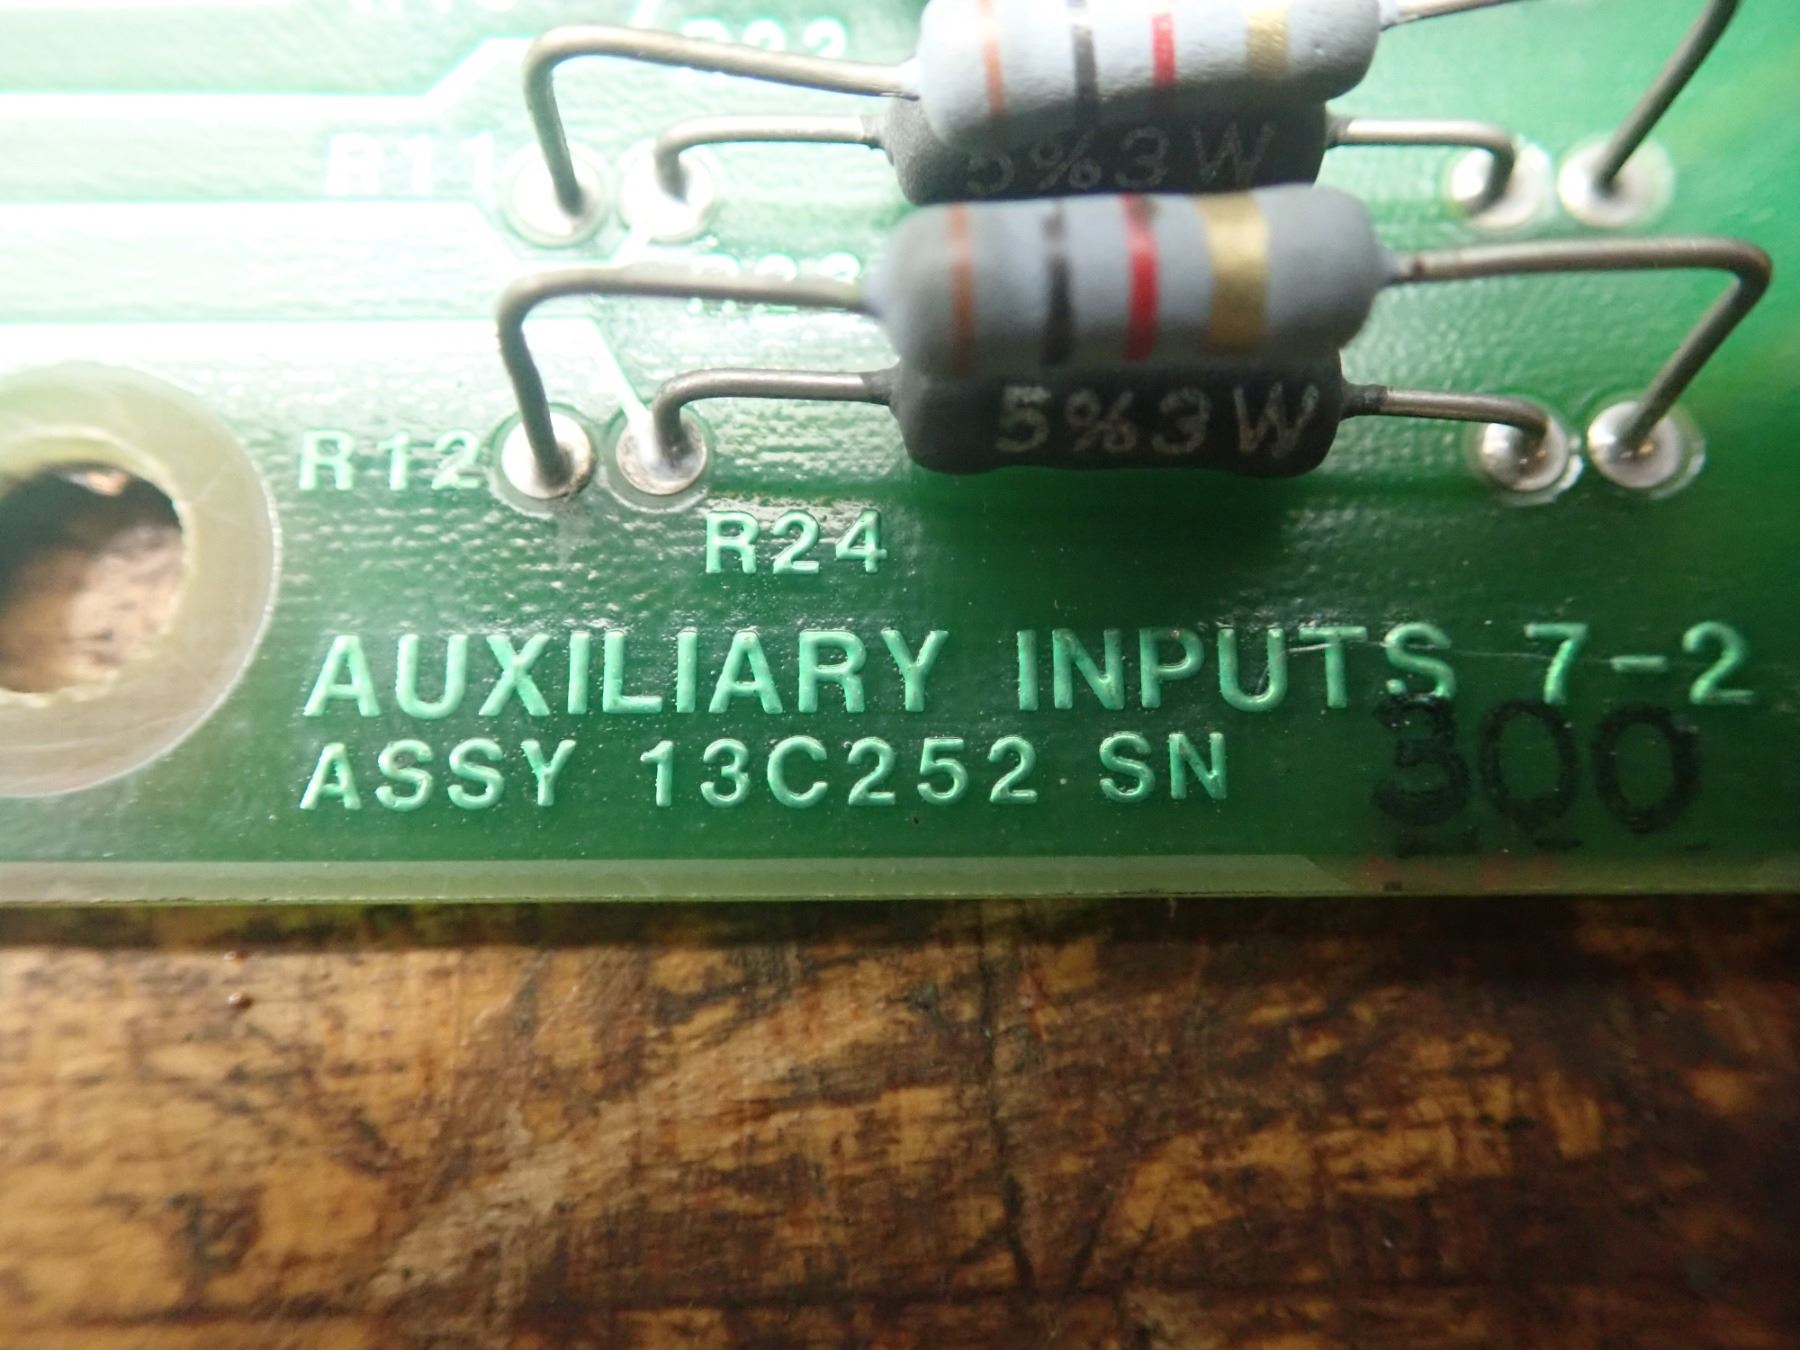 R11
5%3W
R12
5%3W
R24
AUXILIARY INPUTS 7-2
ASSY 13C252 SN 300